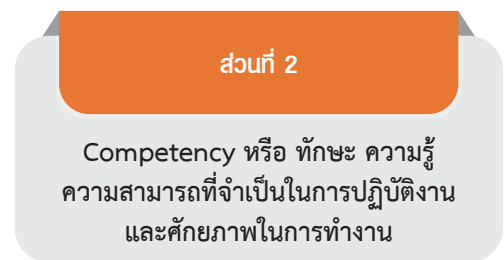 ส่วนที่ 2
Competency หรือ ทักษะ ความรู้
ความสามารถที่จำเป็นในการปฏิบัติงาน
และศักยภาพในการทำงาน